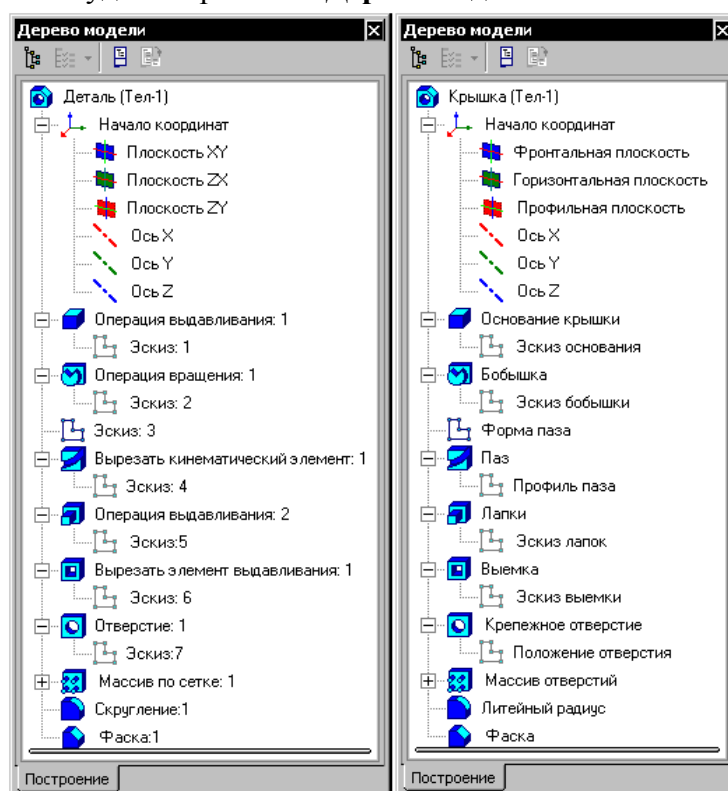 Дерево модели
Деталь (Тел-1)
Начало координат
Плоскость XY
Плоскость ZX
Плоскость ZY
Ось X
Ось Y
Ось Z
Операция выдавливания: 1
Эскиз: 1
Операция вращения: 1
Эскиз: 2
Эскиз: 3
Вырезать кинематический элемент: 1
Эскиз: 4
Операция выдавливания: 2
Эскиз:5
Вырезать элемент выдавливания: 1
Эскиз: 6
Отверстие: 1
Эскиз:7
Массив по сетке: 1
Скругление:1
Фаска:1
Построение
Дерево модели
Крышка (Тел-1)
Начало координат
Фронтальная плоскость
Горизонтальная плоскость
Профильная плоскость
Ось X
Ось Y
Ось Z
Основание крышки
Эскиз основания
Бобышка
Эскиз бобышки
Форма паза
Паз
Профиль паза
Лапки
Эскиз лапок
Выемка
Эскиз выемки
Крепежное отверстие
Положение отверстия
Массив отверстий
Литейный радиус
Фаска
Построение